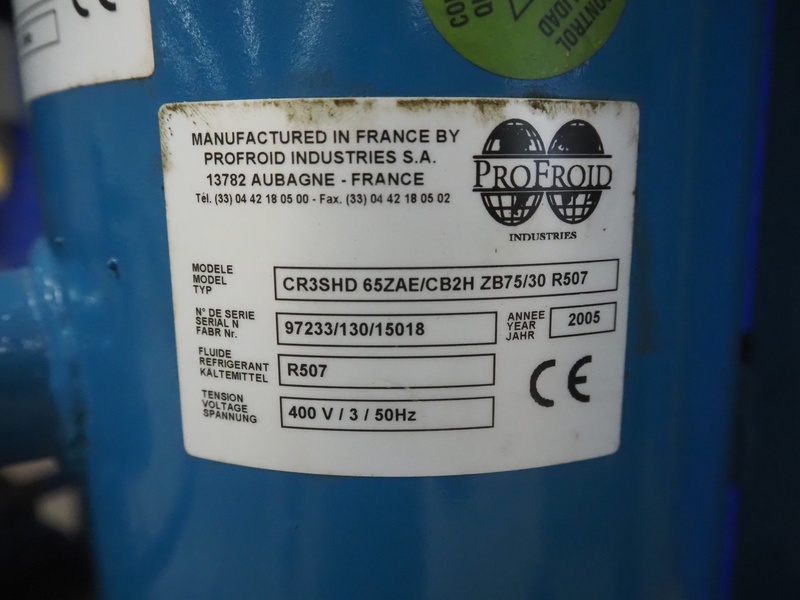 CONTROL
CALIDAD
MANUFACTURED IN FRANCE BY
PROFROID INDUSTRIES S.A.
13782 AUBAGNE - FRANCE
Tél. (33) 04 42 18 05 00 - Fax. (33) 04 42 18 05 02
PROFROID
INDUSTRIES
MODELE
MODEL
TYP
CR3SHD 65ZAE/CB2H ZB75/30 R507
N° DE SERIE
SERIAL N
FABR Nr.
97233/130/15018
ANNEE
YEAR
JAHR
2005
FLUIDE
REFRIGERANT
KÄLTEMITTEL
R507
CE
TENSION
VOLTAGE
SPANNUNG
400 V / 3 / 50Hz